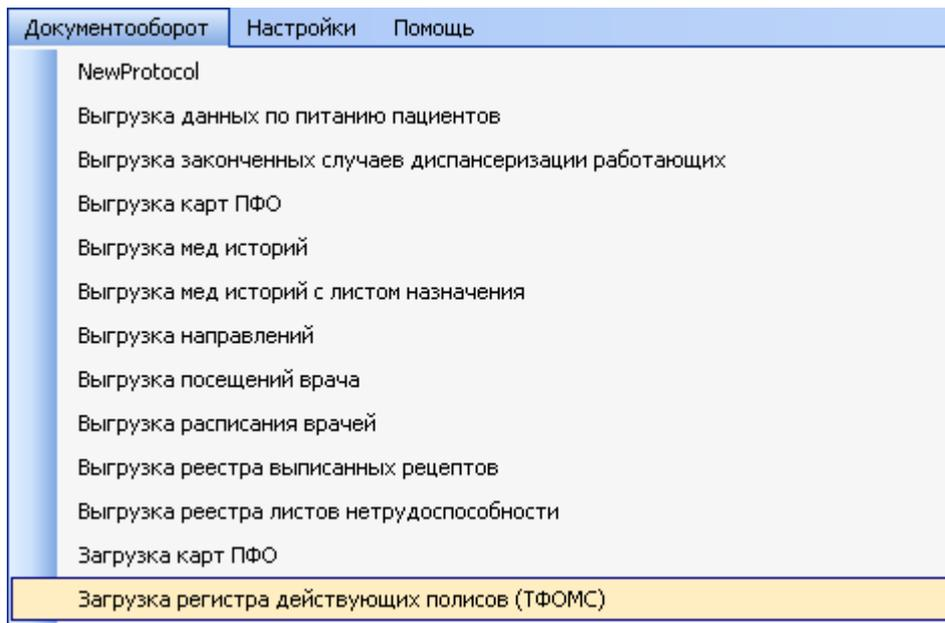 Документооборот Настройки Помощь
NewProtocol
Выгрузка данных по питанию пациентов
Выгрузка законченных случаев диспансеризации работающих
Выгрузка карт ПФО
Выгрузка мед историй
Выгрузка мед историй с листом назначения
Выгрузка направлений
Выгрузка посещений врача
Выгрузка расписания врачей
Выгрузка реестра выписанных рецептов
Выгрузка реестра листов нетрудоспособности
Загрузка карт ПФО
Загрузка регистра действующих полисов (ТФОМС)